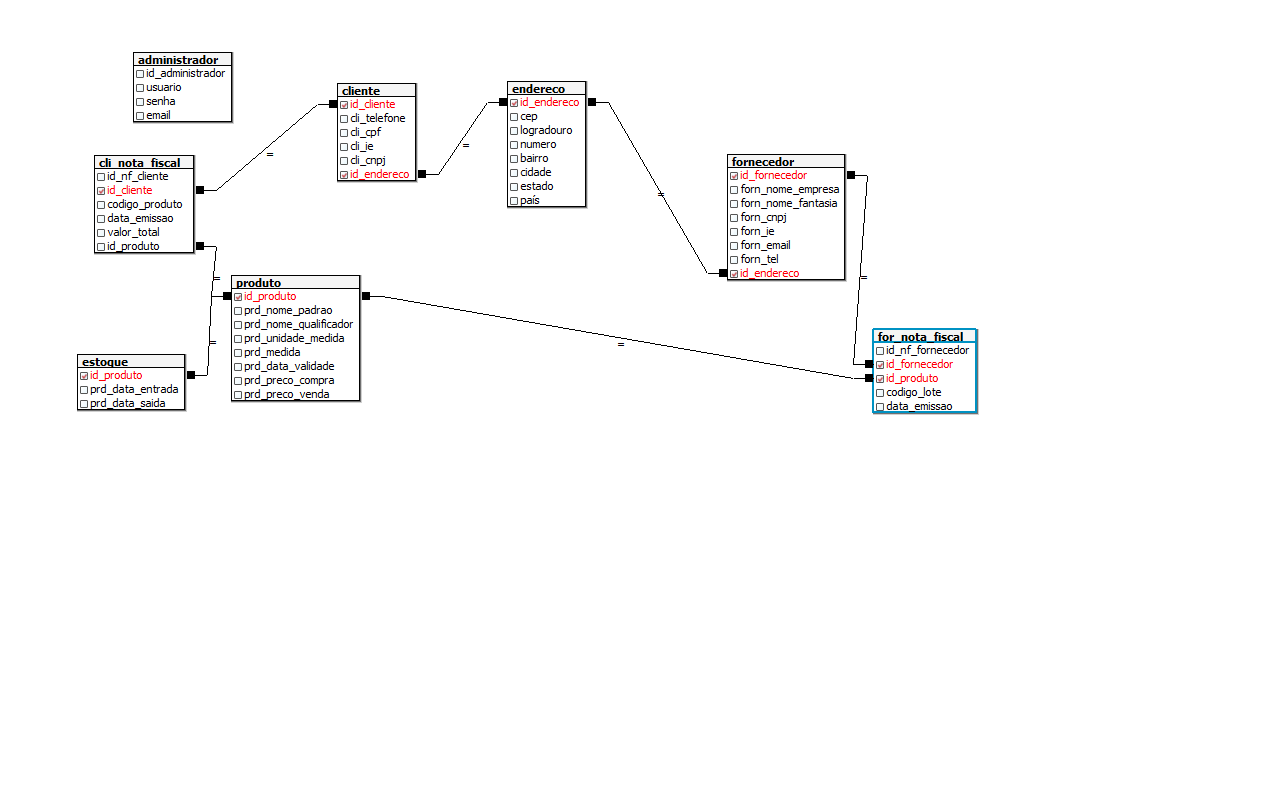 administrador
id_administrador
usuario
senha
email
cliente
id_cliente
cli_telefone
cli_cpf
cli_ie
cli_cnpj
id_endereco
endereco
id_endereco
cep
logradouro
numero
bairro
cidade
estado
país
cli_nota_fiscal
id_nf_cliente
id_cliente
codigo_produto
data_emissao
valor_total
id_produto
fornecedor
id_fornecedor
forn_nome_empresa
forn_nome_fantasia
forn_cnpj
forn_ie
forn_email
forn_tel
id_endereco
produto
id_produto
prd_nome_padrao
prd_nome_qualificador
prd_unidade_medida
prd_medida
prd_data_validade
prd_preco_compra
prd_preco_venda
estoque
id_produto
prd_data_entrada
prd_data_saida
for_nota_fiscal
id_nf_fornecedor
id_fornecedor
id_produto
codigo_lote
data_emissao
=
=
=
=
=
=
=